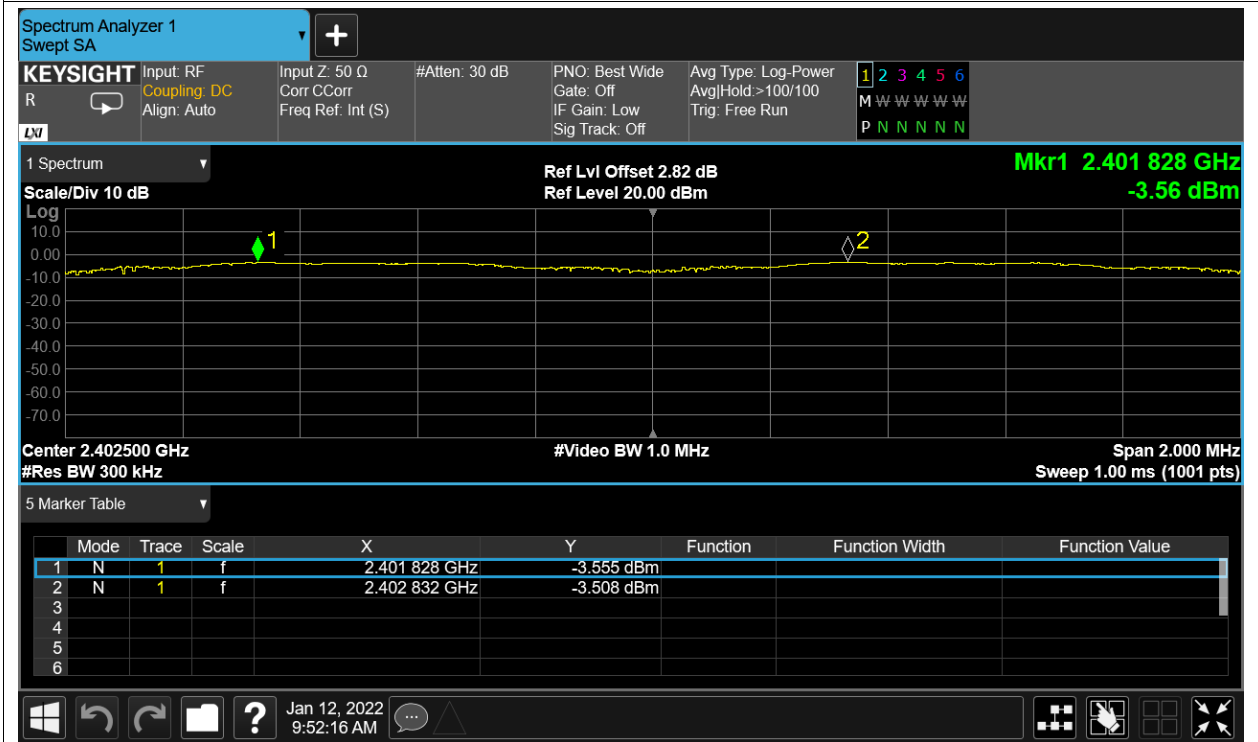 Spectrum Analyzer 1
Swept SA
+
KEYSIGHT Input: RF Input Z: 50 Ω #Atten: 30 dB PNO: Best Wide Avg Type: Log-Power 1 2 3 4 5 6
R Coupling: DC Corr CCorr Gate: Off Avg|Hold:>100/100 M W W W W W
Align: Auto Freq Ref: Int (S) IF Gain: Low Trig: Free Run
LXI Sig Track: Off P N N N N N N
1 Spectrum Ref Lvl Offset 2.82 dB Mkr1 2.401 828 GHz
Scale/Div 10 dB Ref Level 20.00 dBm -3.56 dBm
Log
10.0
1 2
0.00
-10.0
-20.0
-30.0
-40.0
-50.0
-60.0
-70.0
Center 2.402500 GHz #Video BW 1.0 MHz Span 2.000 MHz
#Res BW 300 kHz Sweep 1.00 ms (1001 pts)
5 Marker Table
Mode Trace Scale X Y Function Function Width Function Value
1 N 1 f 2.401 828 GHz -3.555 dBm
2 N 1 f 2.402 832 GHz -3.508 dBm
3
4
5
6
? Jan 12, 2022
9:52:16 AM